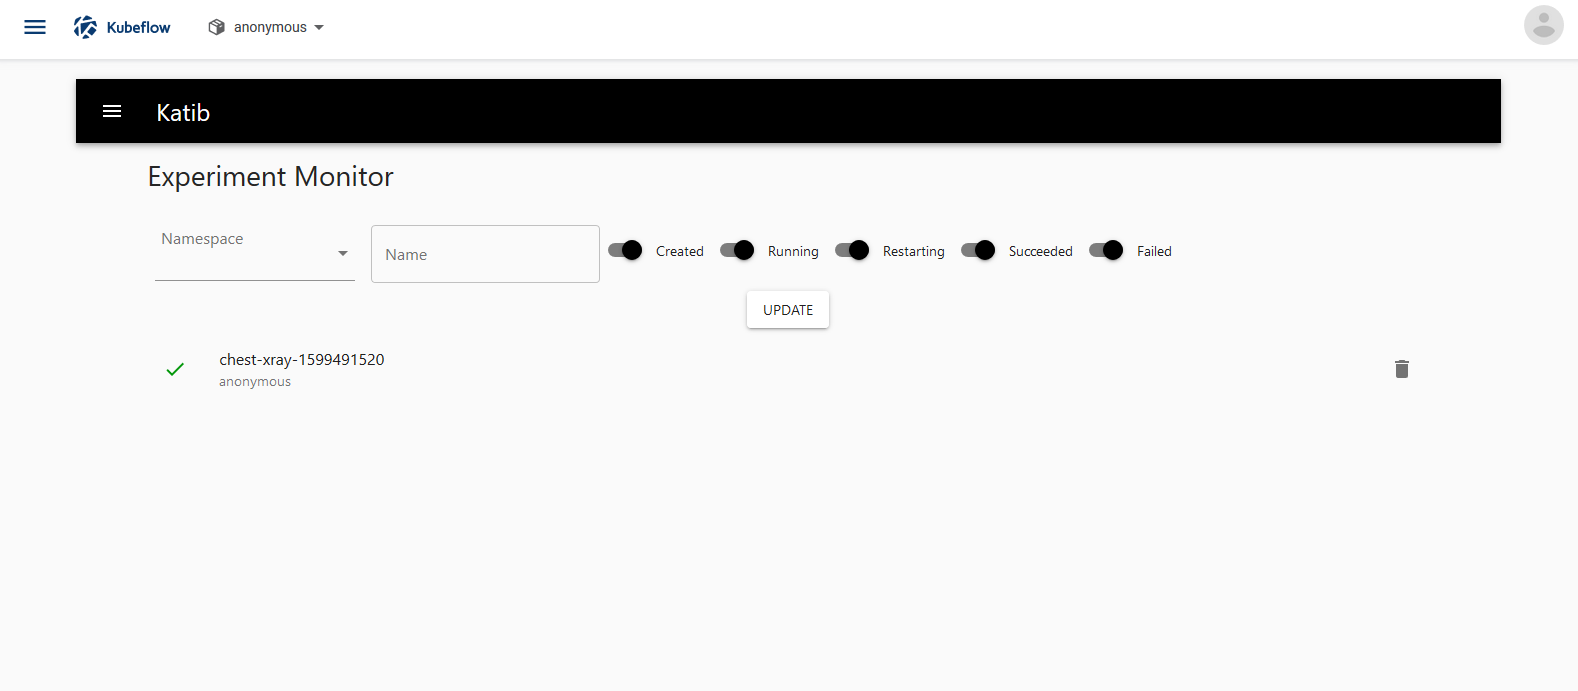 Kubeflow
anonymous
Katib
Experiment Monitor
Namespace
Name
Created
Running
Restarting
Succeeded
Failed
UPDATE
chest-xray-1599491520
anonymous